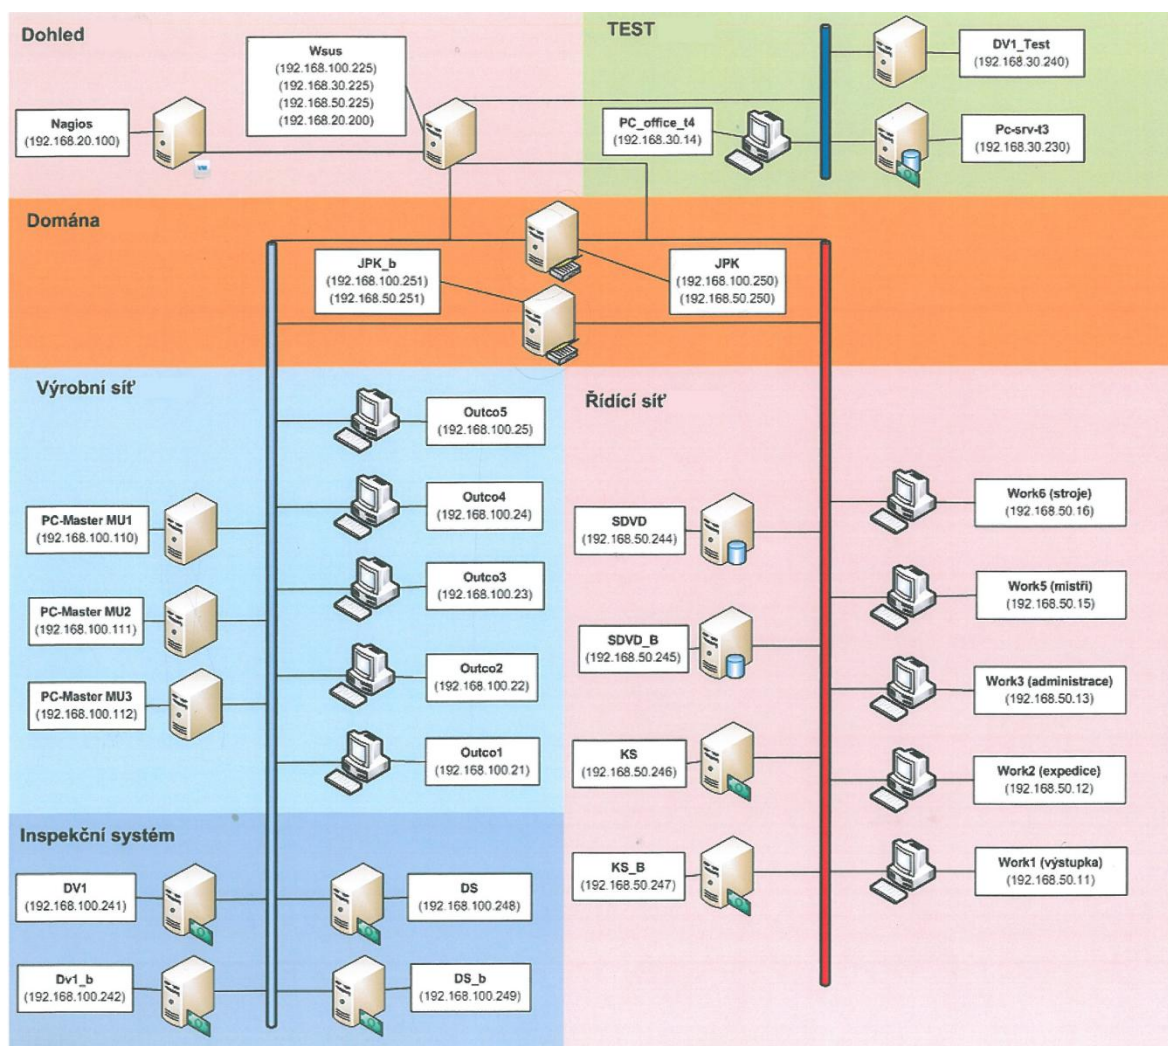 Dohled
Wsus
(192.168.100.225)
(192.168.30.225)
(192.168.50.225)
(192.168.20.200)
Nagios
(192.168.20.100)
TEST
DV1_Test
(192.168.30.240)
PC_office_t4
(192.168.30.14)
Pc-srv-t3
(192.168.30.230)
Domána
JPK_b
(192.168.100.251)
(192.168.50.251)
JPK
(192.168.100.250)
(192.168.50.250)
Výrobní síť
Outco5
(192.168.100.25)
Outco4
(192.168.100.24)
PC-Master MU1
(192.168.100.110)
Outco3
(192.168.100.23)
PC-Master MU2
(192.168.100.111)
Outco2
(192.168.100.22)
PC-Master MU3
(192.168.100.112)
Outco1
(192.168.100.21)
Řídící síť
Work6 (stroje)
(192.168.50.16)
SDVD
(192.168.50.244)
Work5 (mistři)
(192.168.50.15)
SDVD_B
(192.168.50.245)
Work3 (administrace)
(192.168.50.13)
KS
(192.168.50.246)
Work2 (expedice)
(192.168.50.12)
KS_B
(192.168.50.247)
Work1 (výstupka)
(192.168.50.11)
Inspekční systém
DV1
(192.168.100.241)
DS
(192.168.100.248)
Dv1_b
(192.168.100.242)
DS_b
(192.168.100.249)